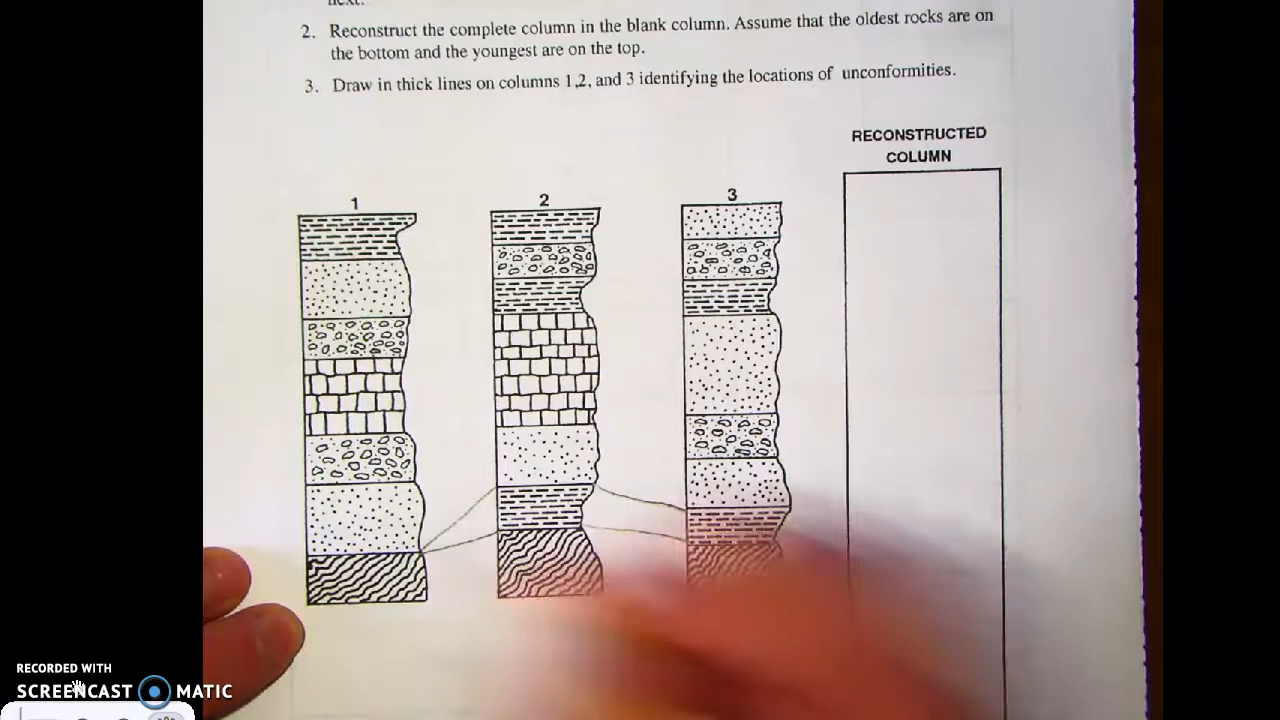 next.
2. Reconstruct the complete column in the blank column. Assume that the oldest rocks are on
the bottom and the youngest are on the top.
3. Draw in thick lines on columns 1,2, and 3 identifying the locations of unconformities.
RECONSTRUCTED
COLUMN
1
2
3
RECORDED WITH
SCREENCAST MATIC